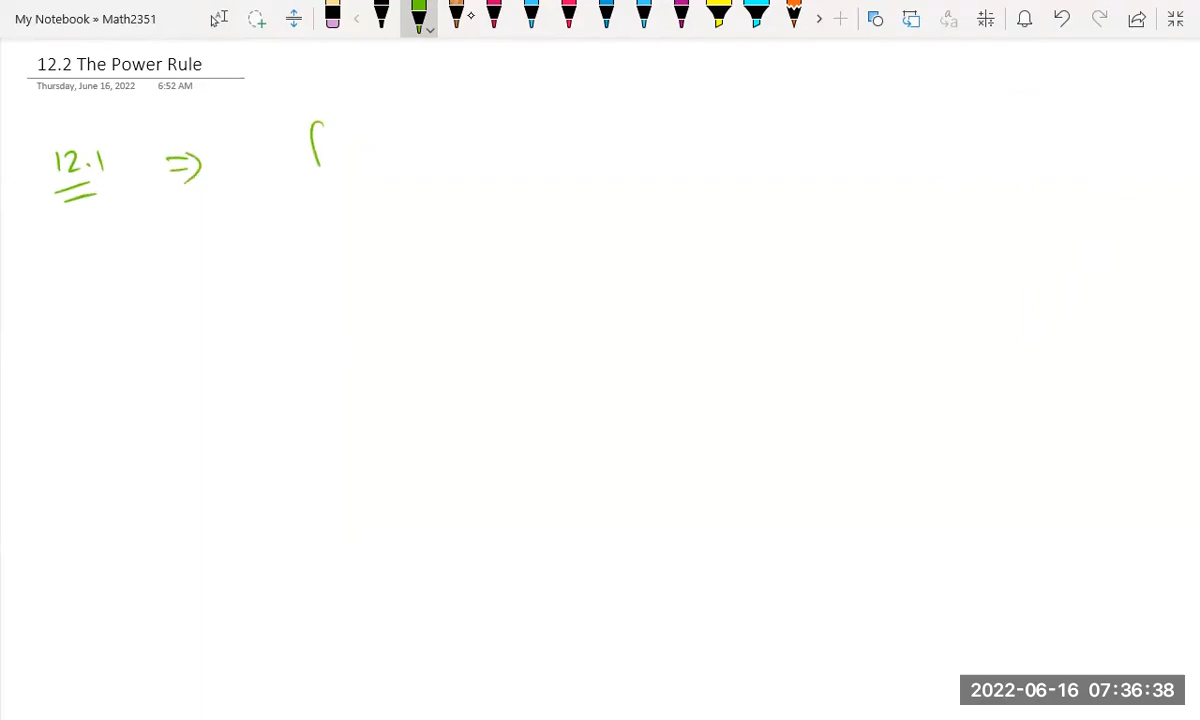 My Notebook » Math2351
12.2 The Power Rule
Thursday, June 16, 2022 6:52 AM
12.1 ⇒
2022-06-16 07:36:38